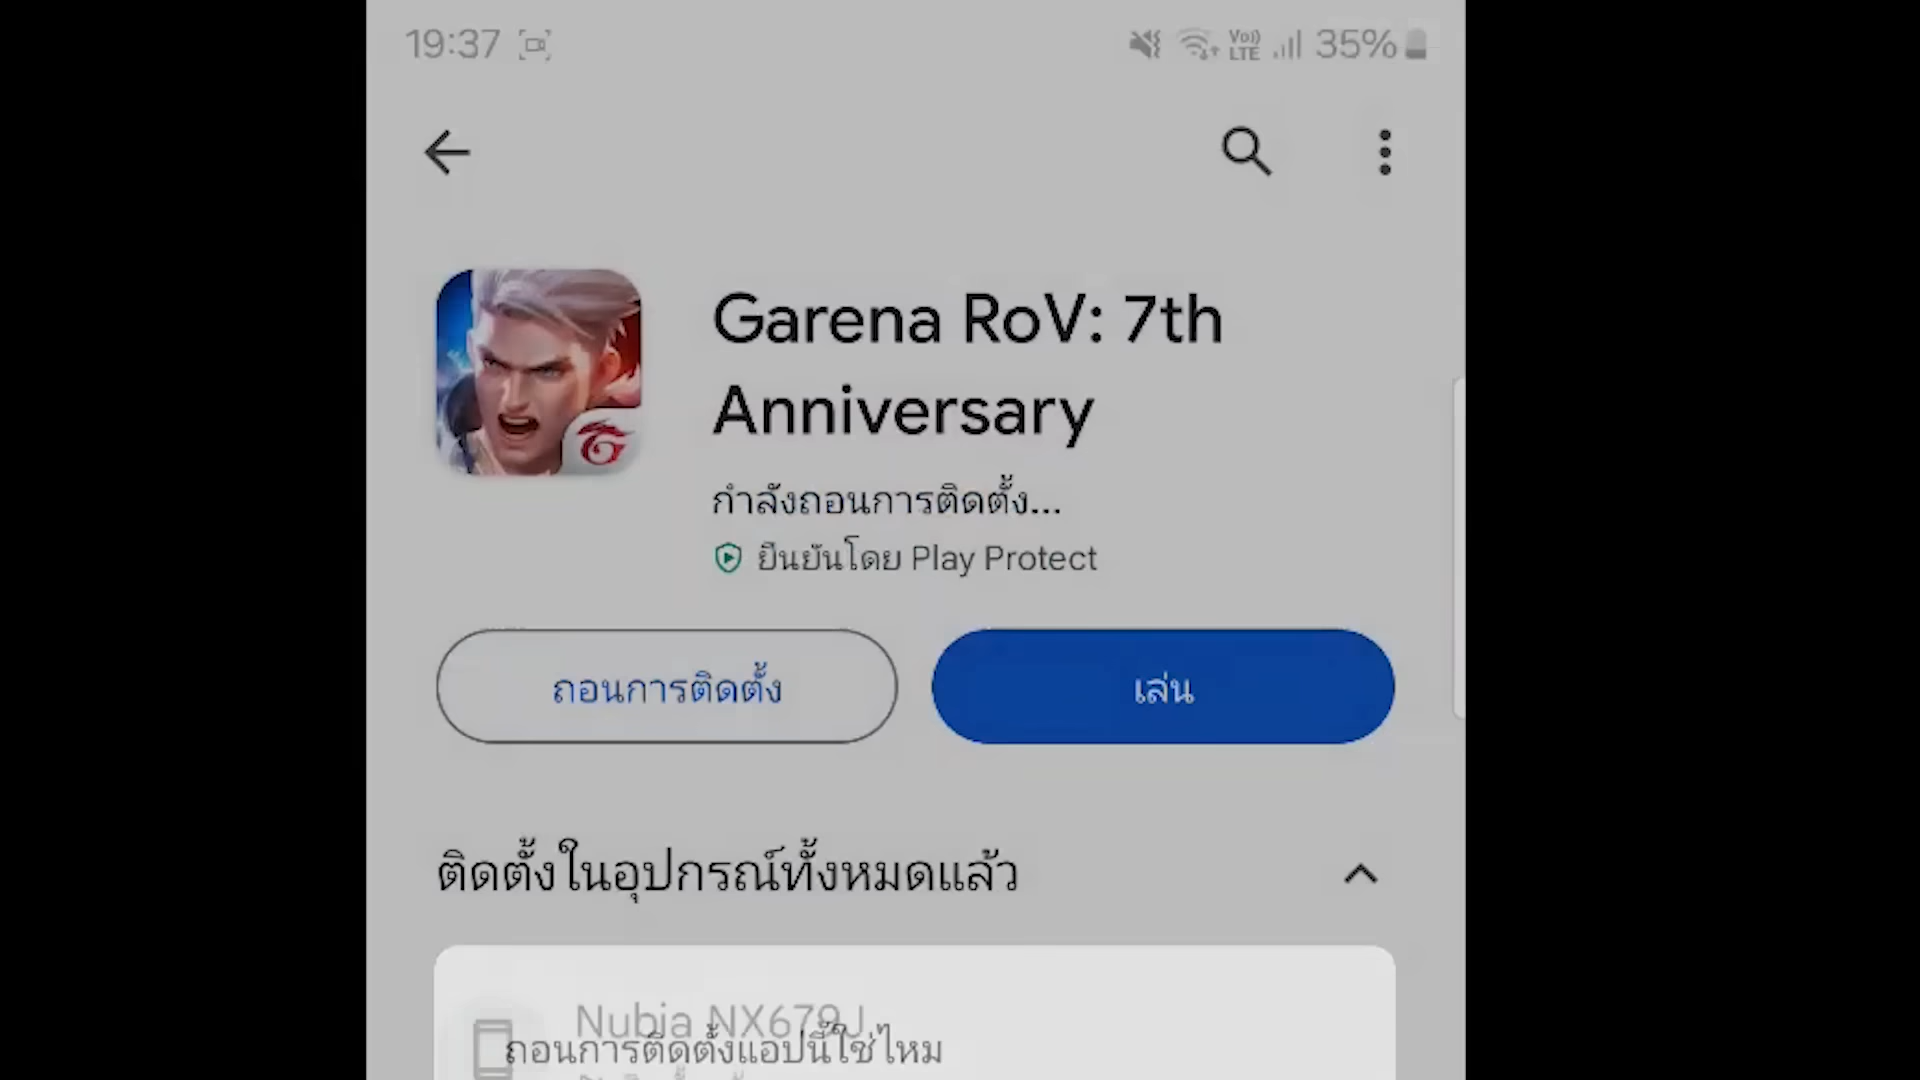 19:37
Vo)) LTE 35%
Garena RoV: 7th
Anniversary
กำลังถอนการติดตั้ง...
ยืนยันโดย Play Protect
ถอนการติดตั้ง
เล่น
ติดตั้งในอุปกรณ์ทั้งหมดแล้ว
Nubia NX679J
ถอนการติดตั้งแอปนี้ใช่ไหม